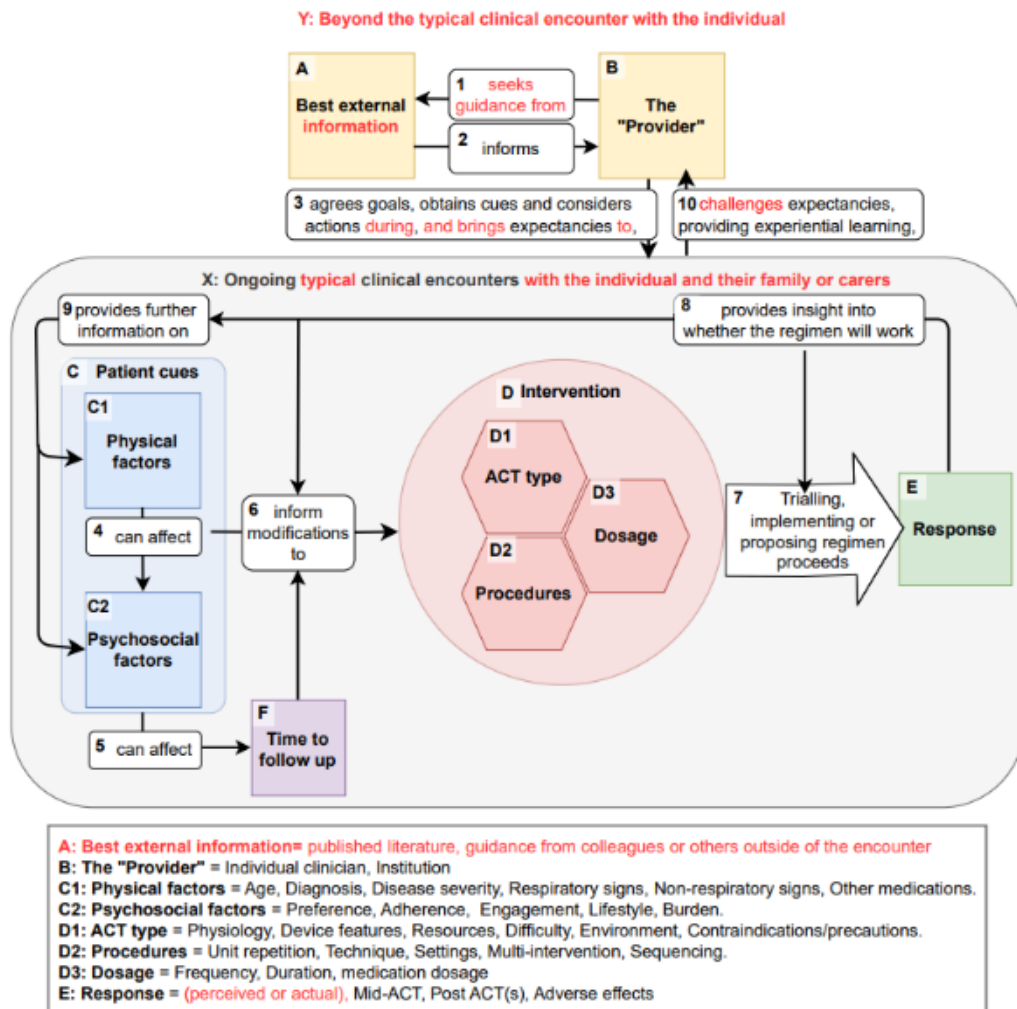 Y: Beyond the typical clinical encounter with the individual
A
Best external
information
1 seeks
guidance from
2 informs
B
The
"Provider"
3 agrees goals, obtains cues and considers
actions during, and brings expectancies to,
10 challenges expectancies,
providing experiential learning,
X: Ongoing typical clinical encounters with the individual and their family or carers
9 provides further
information on
8 provides insight into
whether the regimen will work
C Patient cues
C1
Physical
factors
4 can affect
C2
Psychosocial
factors
5 can affect
F
Time to
follow up
6 inform
modifications
to
D Intervention
D1
ACT type
D2
Procedures
D3
Dosage
7 Trialling,
implementing or
proposing regimen
proceeds
E
Response
A: Best external information= published literature, guidance from colleagues or others outside of the encounter
B: The "Provider" = Individual clinician, Institution
C1: Physical factors = Age, Diagnosis, Disease severity, Respiratory signs, Non-respiratory signs, Other medications.
C2: Psychosocial factors = Preference, Adherence, Engagement, Lifestyle, Burden.
D1: ACT type = Physiology, Device features, Resources, Difficulty, Environment, Contraindications/precautions.
D2: Procedures = Unit repetition, Technique, Settings, Multi-intervention, Sequencing.
D3: Dosage = Frequency, Duration, medication dosage
E: Response = (perceived or actual), Mid-ACT, Post ACT(s), Adverse effects